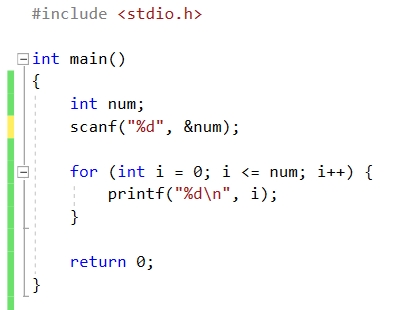 #include <stdio.h>
int main()
{
int num;
scanf("%d", &num);
for (int i = 0; i <= num; i++) {
printf("%d\n", i);
}
return 0;
}